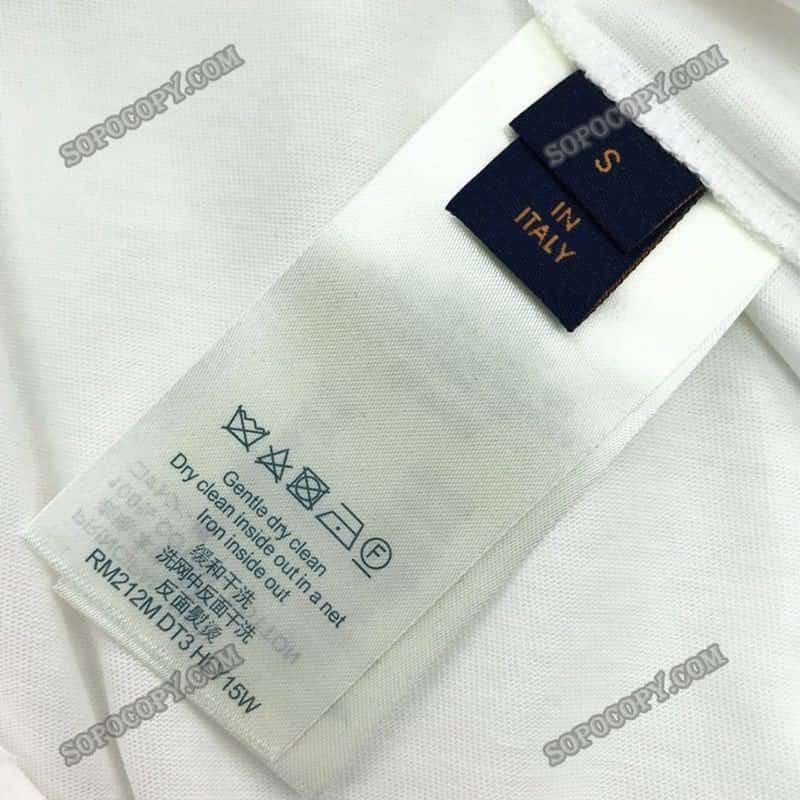 SOPOCOPY.COM
SOPOCOPY.COM
S
IN
ITALY
F
Gentle dry clean
Dry clean inside out in a net
Iron inside out
缓和干洗
洗网中反面干洗
反面熨烫
RM212M DT3 15W
SOPOCOPY.COM
SOPOCOPY.COM